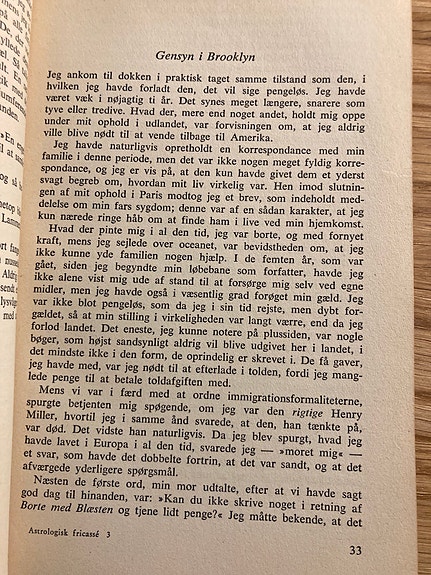 Gensyn i Brooklyn
Jeg ankom til dokken i praktisk taget samme tilstand som den, i
hvilken jeg havde forladt den, det vil sige pengeløs. Jeg havde
været væk i nøjagtig ti år. Det synes meget længere, snarere som
tyve eller tredive. Hvad der, mere end noget andet, holdt mig oppe
under mit ophold i udlandet, var forvisningen om, at jeg aldrig
ville blive nødt til at vende tilbage til Amerika.
Jeg havde naturligvis opretholdt en korrespondance med min
familie i denne periode, men det var ikke nogen meget fyldig korre-
spondance, og jeg er vis på, at den kun havde givet dem et yderst
svagt begreb om, hvordan mit liv virkelig var. Hen imod slutnin-
gen af mit ophold i Paris modtog jeg et brev, som indeholdt med-
delelse om min fars sygdom; denne var af en sådan karakter, at jeg
kun nærede ringe håb om at finde ham i live ved min hjemkomst.
Hvad der pinte mig i al den tid, jeg var borte, og med fornyet
kraft, mens jeg sejlede over oceanet, var bevidstheden om, at jeg
ikke kunne yde familien nogen hjælp. I de femten år, som var
gået, siden jeg begyndte min løbebane som forfatter, havde jeg
ikke alene vist mig ude af stand til at forsørge mig selv ved egne
midler, men jeg havde også i væsentlig grad forøget min gæld. Jeg
var ikke blot pengeløs, som da jeg i sin tid rejste, men dybt for-
gældet, så at min stilling i virkeligheden var langt værre, end da jeg
forlod landet. Det eneste, jeg kunne notere på plussiden, var nogle
bøger, som højst sandsynligt aldrig vil blive udgivet her i landet, i
det mindste ikke i den form, de oprindelig er skrevet i. De få gaver,
jeg havde med, var jeg nødt til at efterlade i tolden, fordi jeg mang-
lede penge til at betale toldafgiften med.
Mens vi var i færd med at ordne immigrationsformaliteterne,
spurgte betjenten mig spøgende, om jeg var den rigtige Henry
Miller, hvortil jeg i samme ånd svarede, at den, han tænkte på,
var død. Det vidste han naturligvis. Da jeg blev spurgt, hvad jeg
havde lavet i Europa i al den tid, svarede jeg — »moret mig« —
et svar, som havde det dobbelte fortrin, at det var sandt, og at det
afværgede yderligere spørgsmål.
Næsten de første ord, min mor udtalte, efter at vi havde sagt
god dag til hinanden, var: »Kan du ikke skrive noget i retning af
Borte med Blæsten og tjene lidt penge?« Jeg måtte bekende, at det
Astrologisk fricassé 3
33